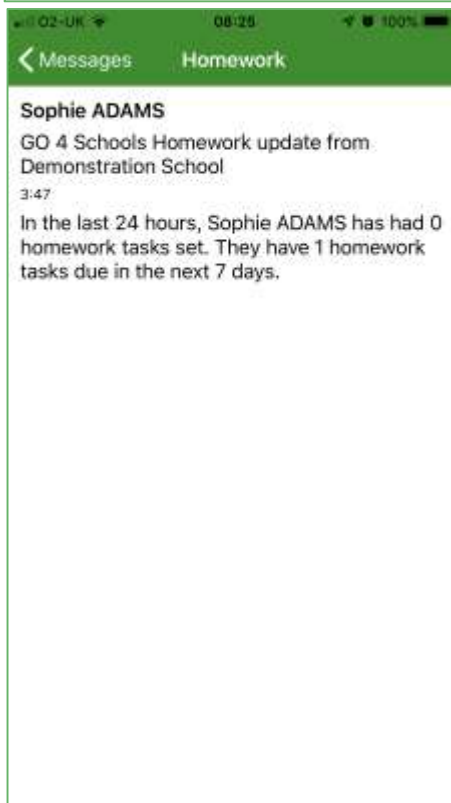 O2-UK 08:25 100%
Messages Homework
Sophie ADAMS
GO 4 Schools Homework update from
Demonstration School
3:47
In the last 24 hours, Sophie ADAMS has had 0
homework tasks set. They have 1 homework
tasks due in the next 7 days.